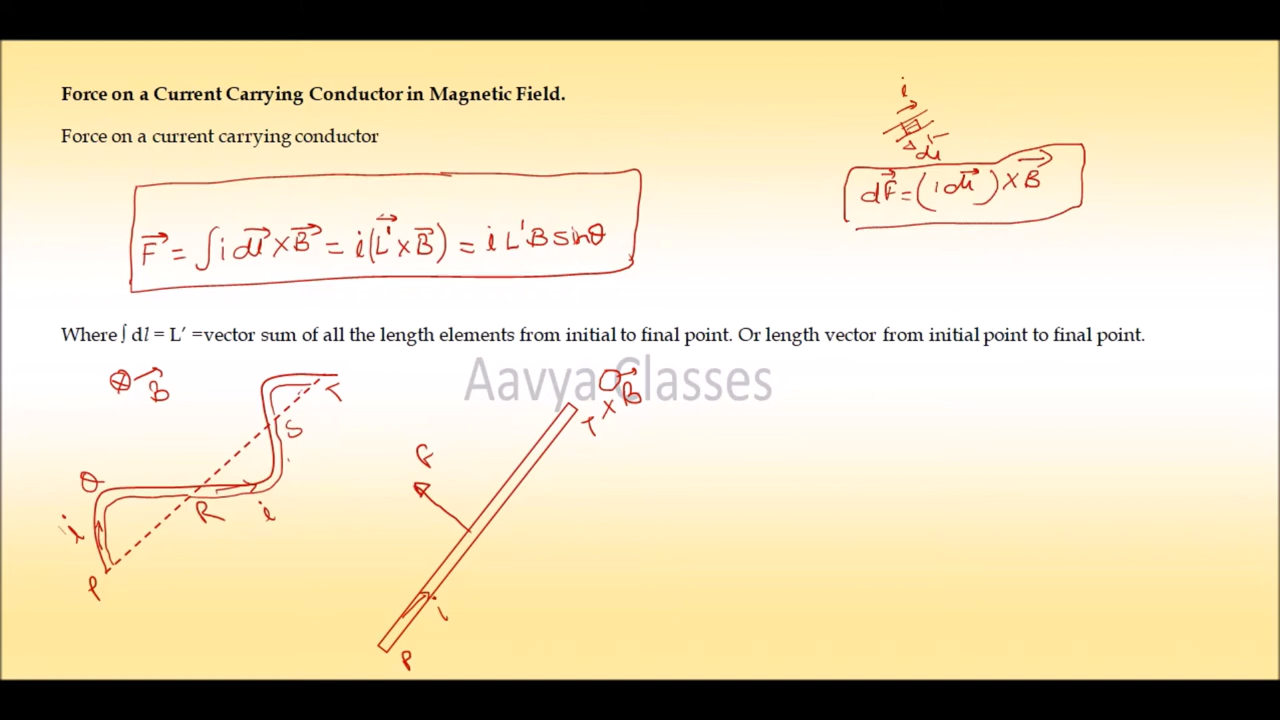 Force on a Current Carrying Conductor in Magnetic Field.
Force on a current carrying conductor
i
dl
dF = (i dl) × B
F = ∫ i dl × B = i(L' × B) = i L' B sinθ
Where ∫ dl = L′ =vector sum of all the length elements from initial to final point. Or length vector from initial point to final point.
Aavya Classes
⊗ B
T
S
Q
R
i
i
P
B
×
T
F
i
P